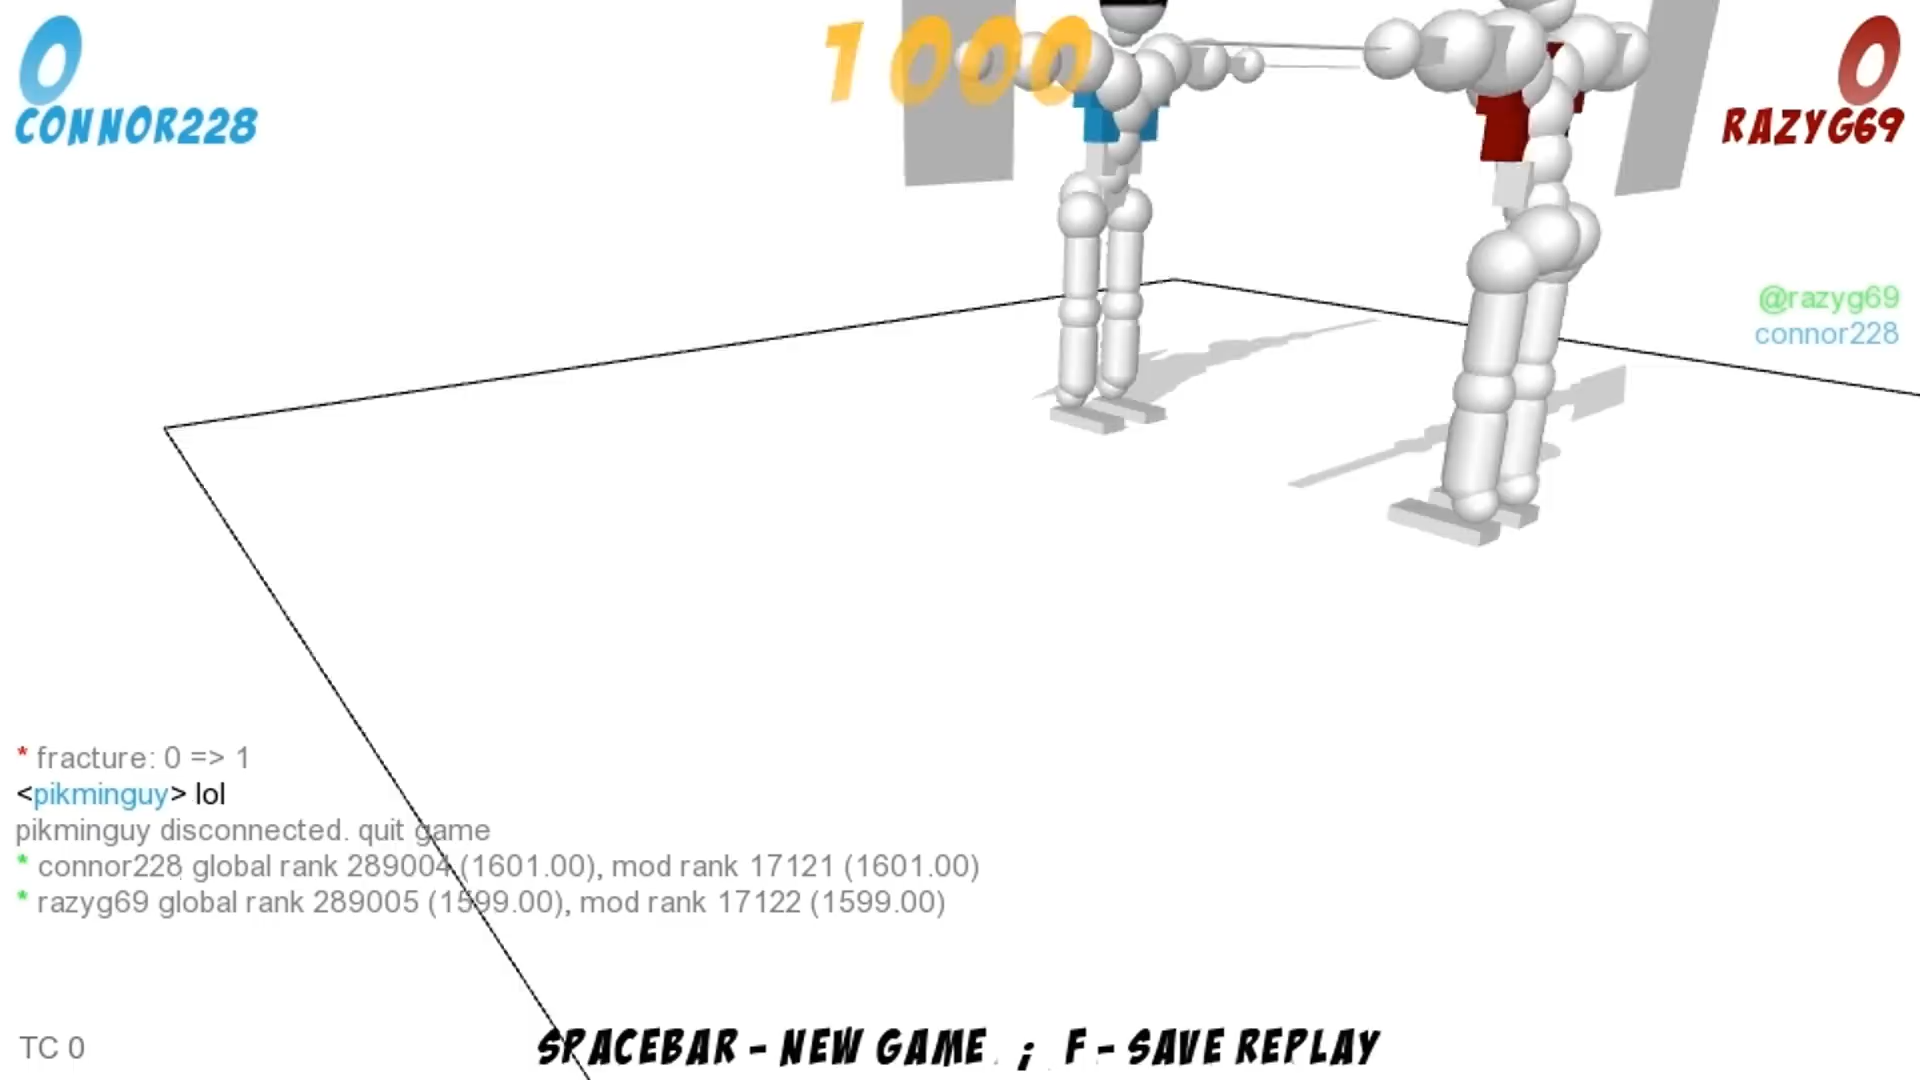 0
CONNOR228
1000
0
RAZYG69
@razyg69
connor228
* fracture: 0 => 1
<pikminguy> lol
pikminguy disconnected. quit game
* connor228 global rank 289004 (1601.00), mod rank 17121 (1601.00)
* razyg69 global rank 289005 (1599.00), mod rank 17122 (1599.00)
TC 0
SPACEBAR - NEW GAME ; F - SAVE REPLAY